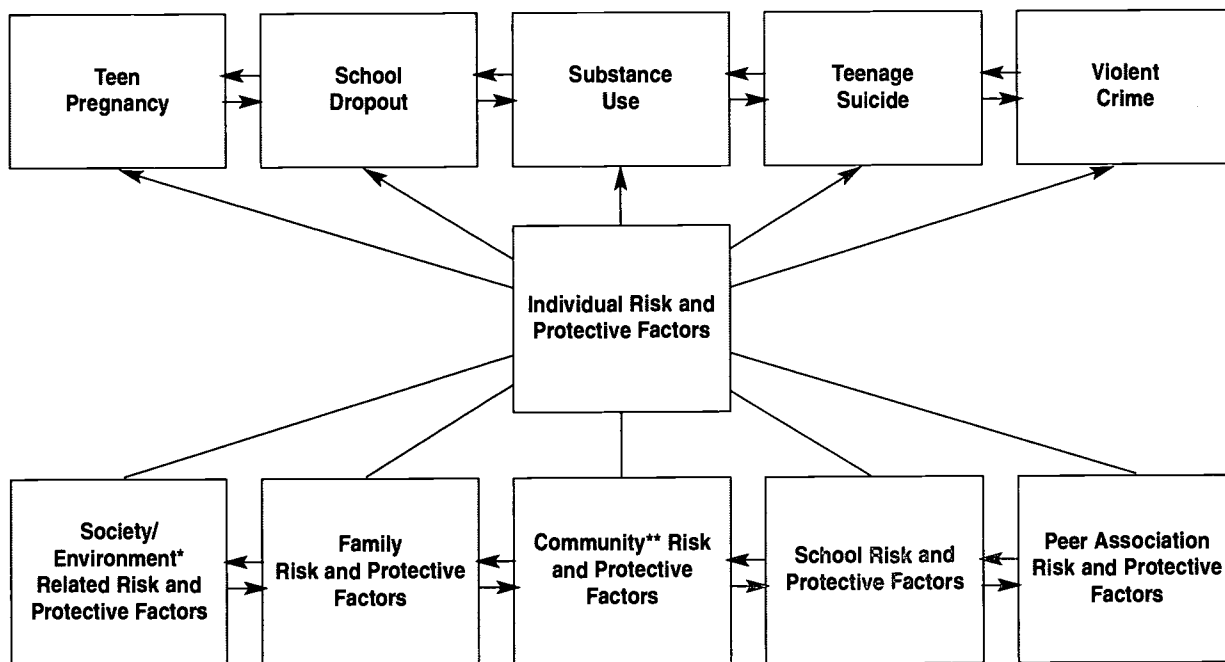 Teen
Pregnancy
School
Dropout
Substance
Use
Teenage
Suicide
Violent
Crime
Individual Risk and
Protective Factors
Society/
Environment*
Related Risk and
Protective Factors
Family
Risk and Protective
Factors
Community** Risk
and Protective
Factors
School Risk and
Protective Factors
Peer Association
Risk and Protective
Factors